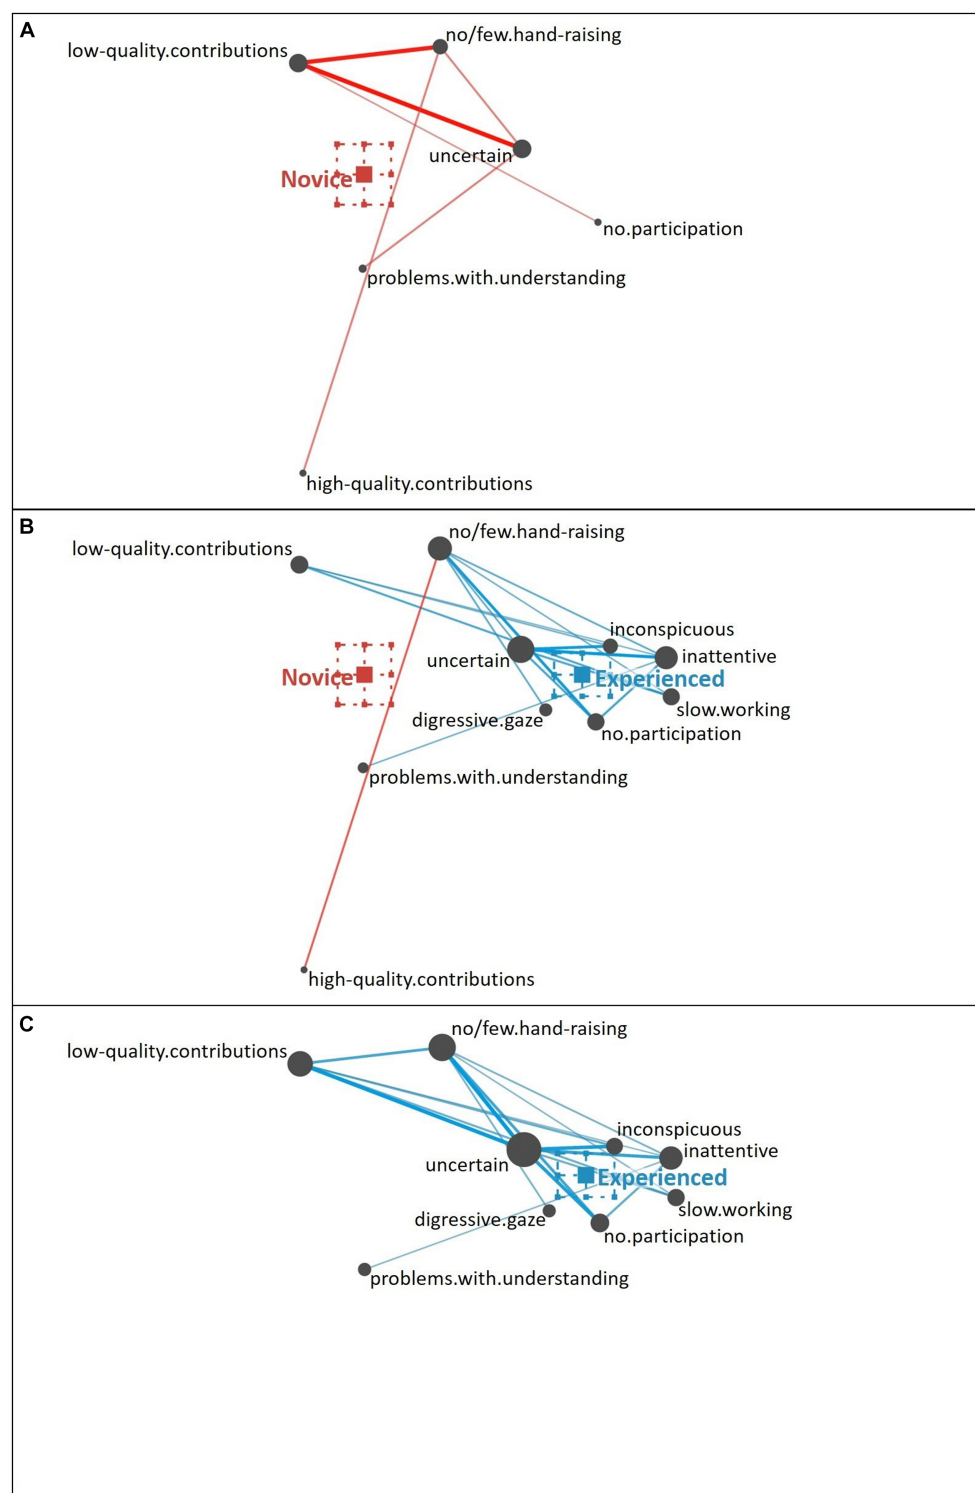 A
low-quality.contributions
no/few.hand-raising
uncertain
Novice
no.participation
problems.with.understanding
high-quality.contributions
B
no/few.hand-raising
low-quality.contributions
inconspicuous
uncertain
inattentive
Novice
Experienced
slow.working
digressive.gaze
no.participation
problems.with.understanding
high-quality.contributions
C
no/few.hand-raising
low-quality.contributions
inconspicuous
inattentive
uncertain
Experienced
slow.working
digressive.gaze
no.participation
problems.with.understanding